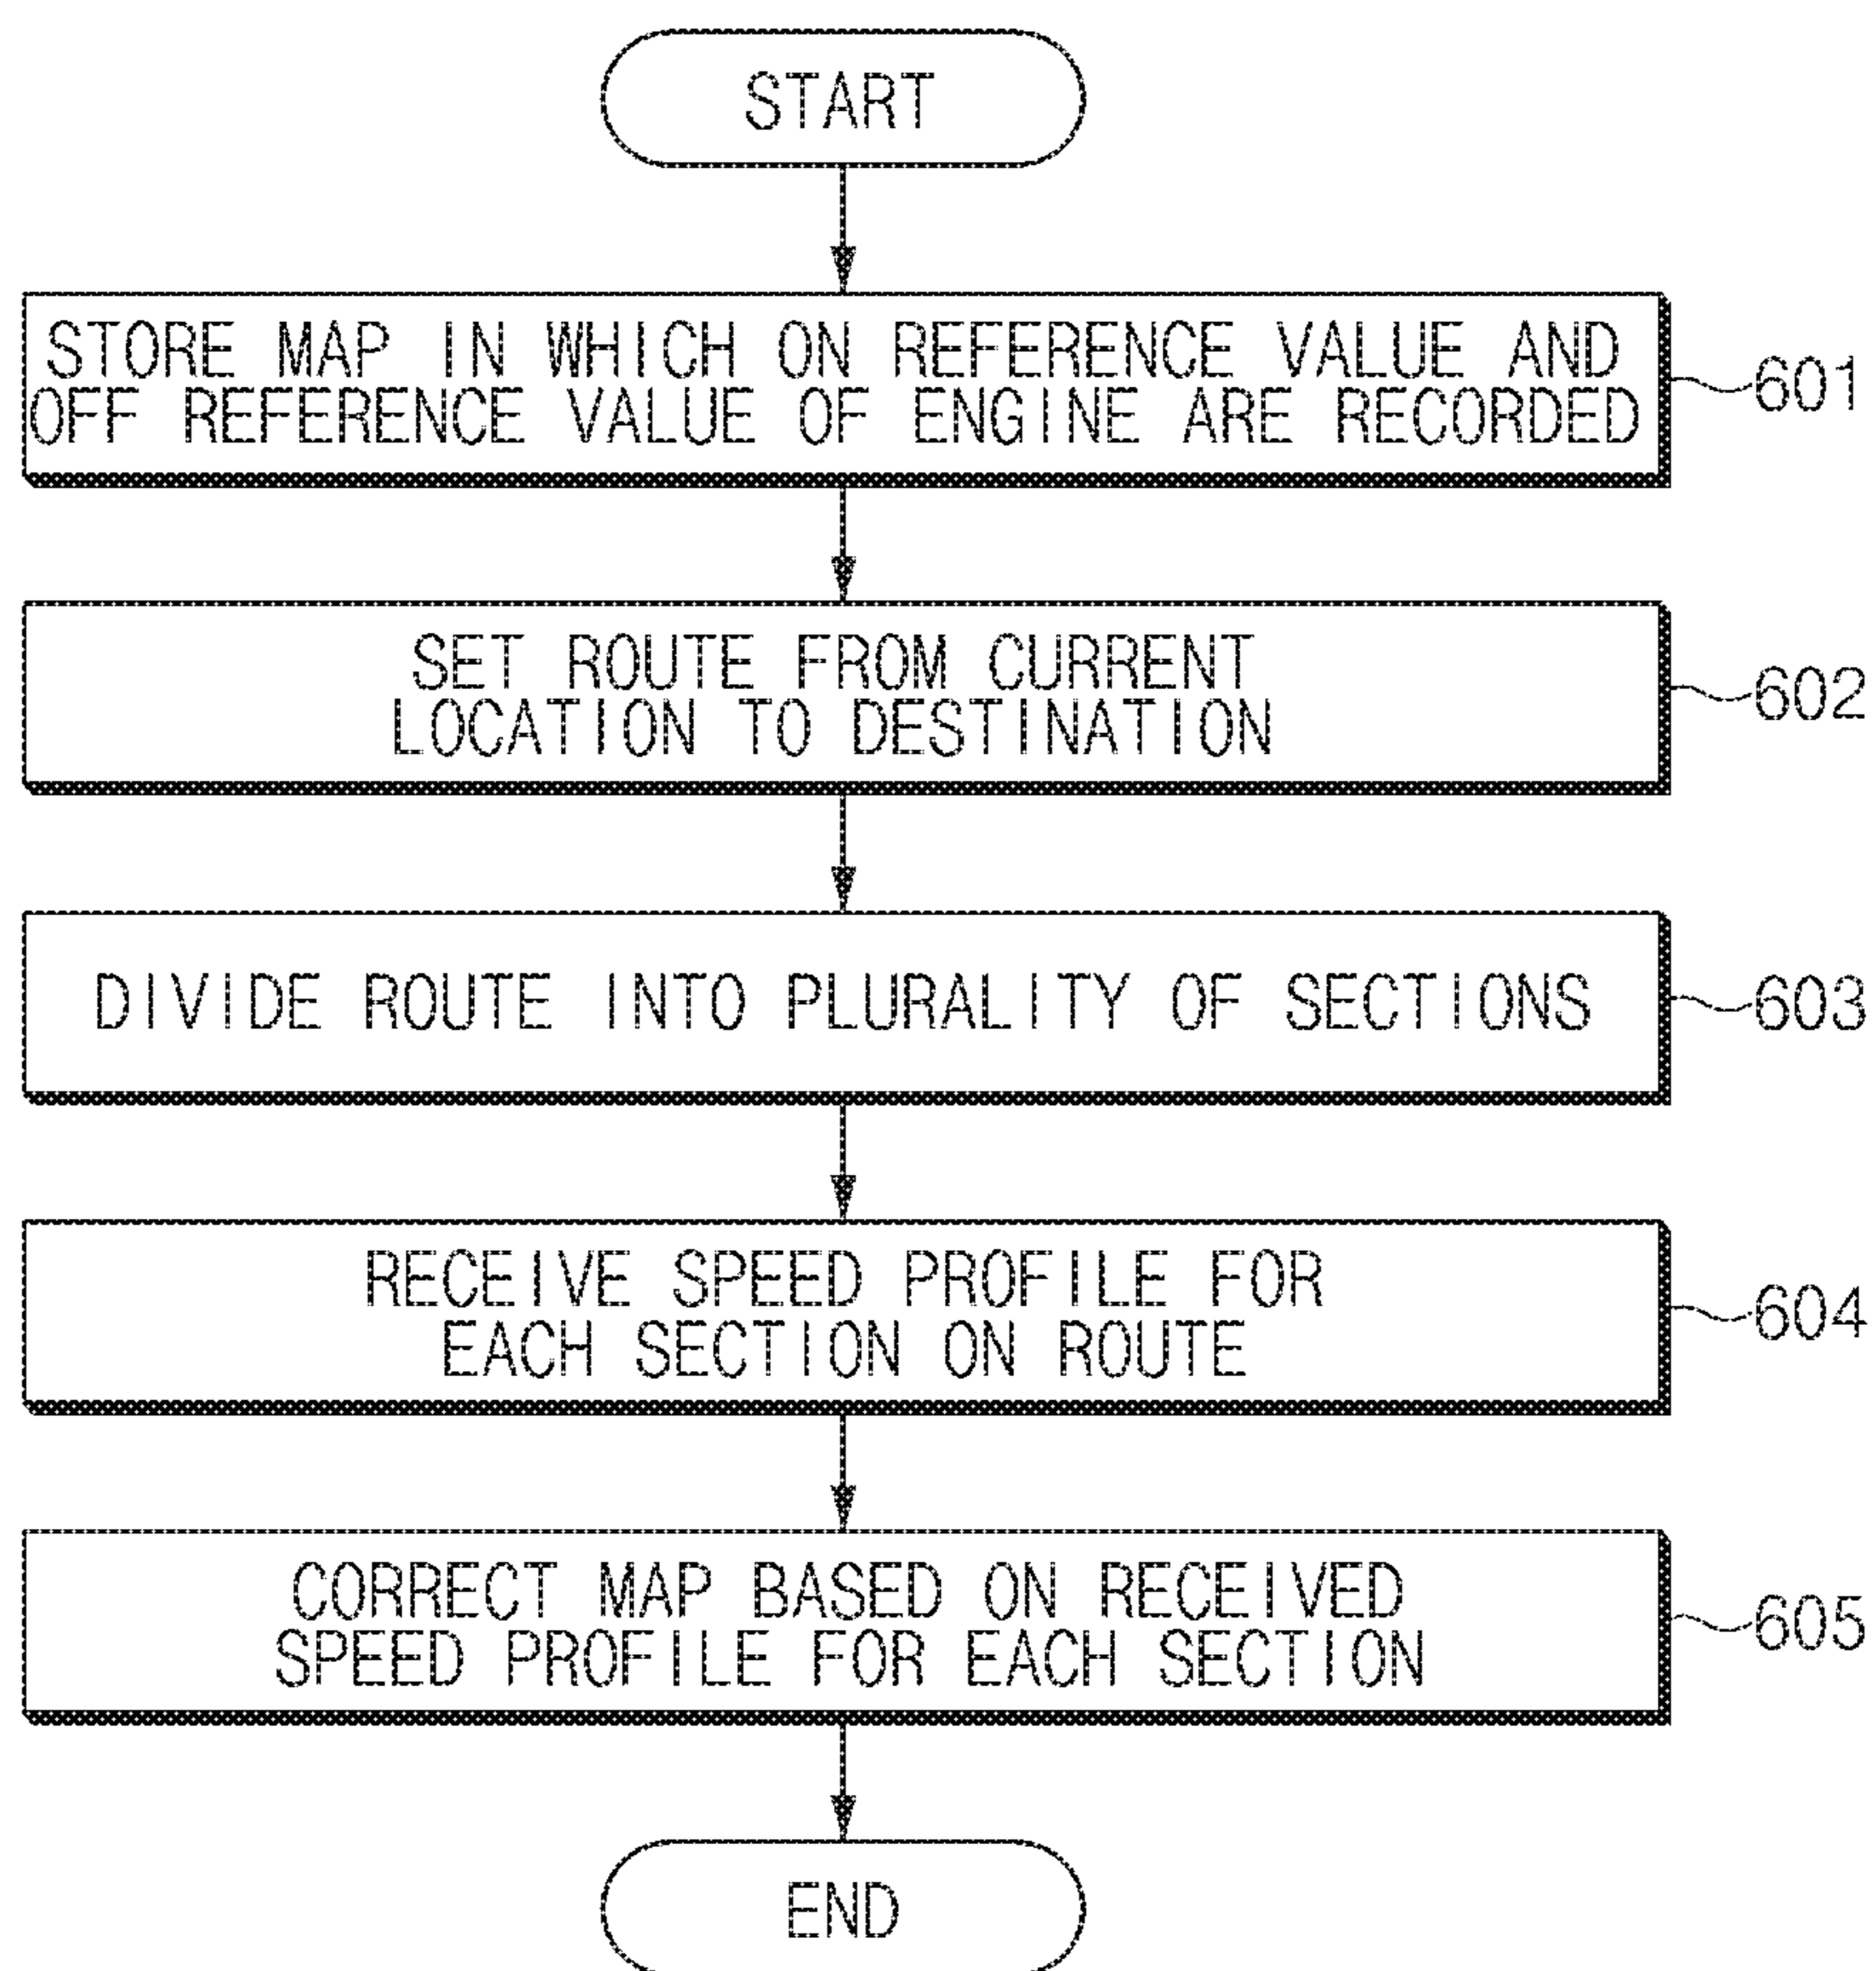 START
STORE MAP IN WHICH ON REFERENCE VALUE AND
OFF REFERENCE VALUE OF ENGINE ARE RECORDED
601
SET ROUTE FROM CURRENT
LOCATION TO DESTINATION
602
DIVIDE ROUTE INTO PLURALITY OF SECTIONS
603
RECEIVE SPEED PROFILE FOR
EACH SECTION ON ROUTE
604
CORRECT MAP BASED ON RECEIVED
SPEED PROFILE FOR EACH SECTION
605
END